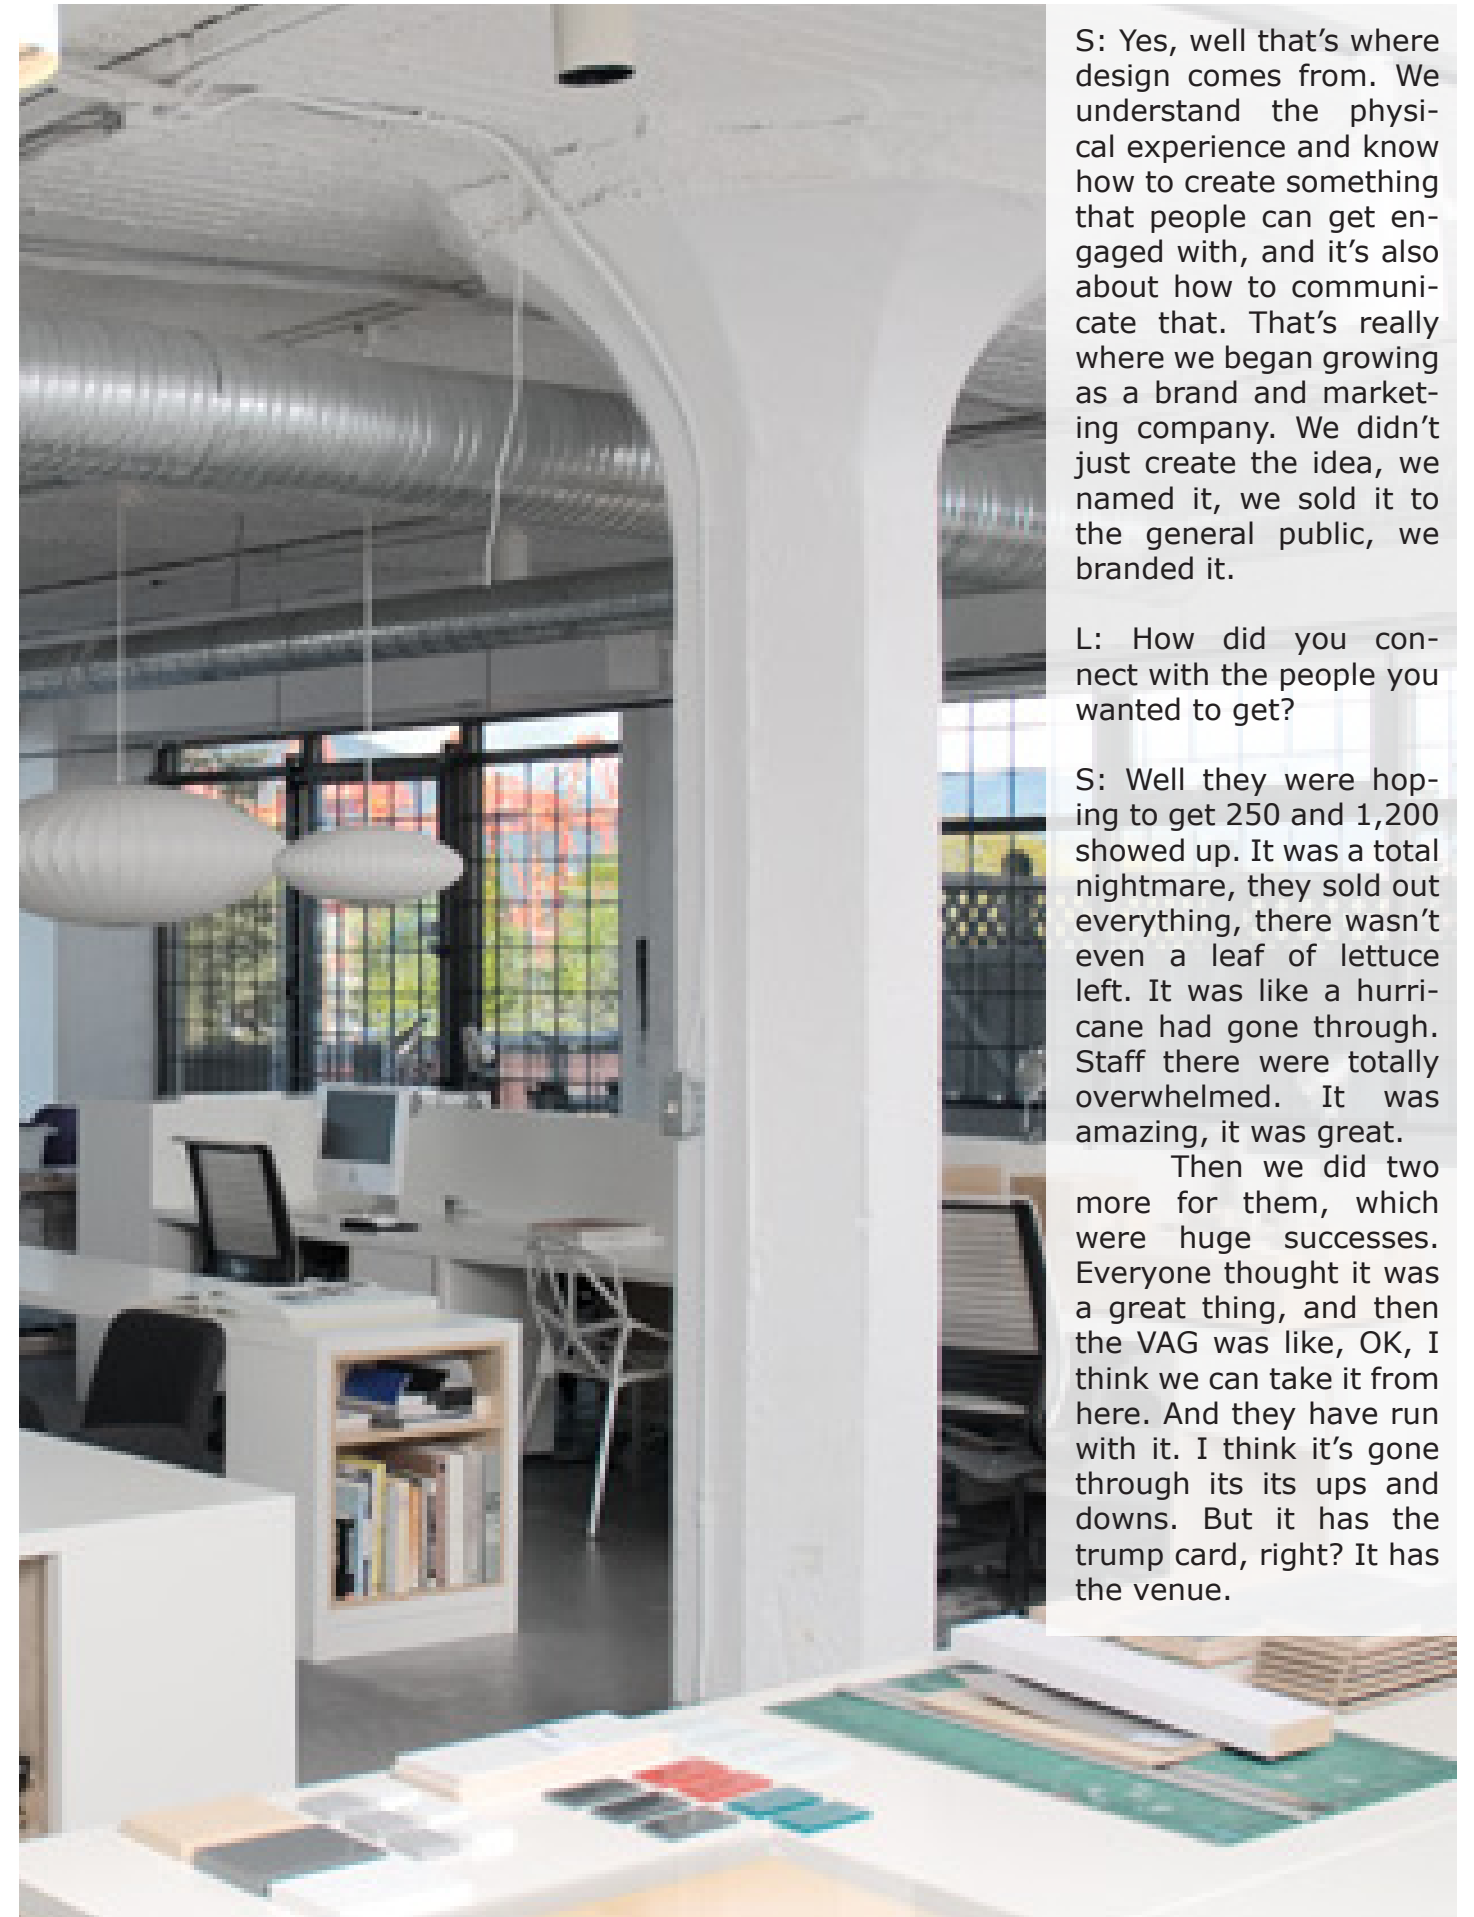 S: Yes, well that’s where
design comes from. We
understand the physi-
cal experience and know
how to create something
that people can get en-
gaged with, and it’s also
about how to communi-
cate that. That’s really
where we began growing
as a brand and market-
ing company. We didn’t
just create the idea, we
named it, we sold it to
the general public, we
branded it.
L: How did you con-
nect with the people you
wanted to get?
S: Well they were hop-
ing to get 250 and 1,200
showed up. It was a total
nightmare, they sold out
everything, there wasn’t
even a leaf of lettuce
left. It was like a hurri-
cane had gone through.
Staff there were totally
overwhelmed. It was
amazing, it was great.
Then we did two
more for them, which
were huge successes.
Everyone thought it was
a great thing, and then
the VAG was like, OK, I
think we can take it from
here. And they have run
with it. I think it’s gone
through its its ups and
downs. But it has the
trump card, right? It has
the venue.